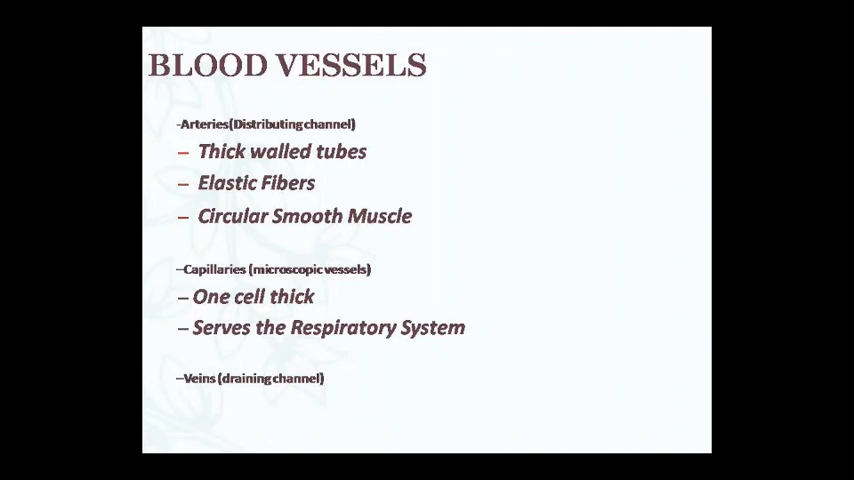 BLOOD VESSELS
-Arteries(Distributing channel)
– Thick walled tubes
– Elastic Fibers
– Circular Smooth Muscle
–Capillaries (microscopic vessels)
– One cell thick
– Serves the Respiratory System
–Veins (draining channel)